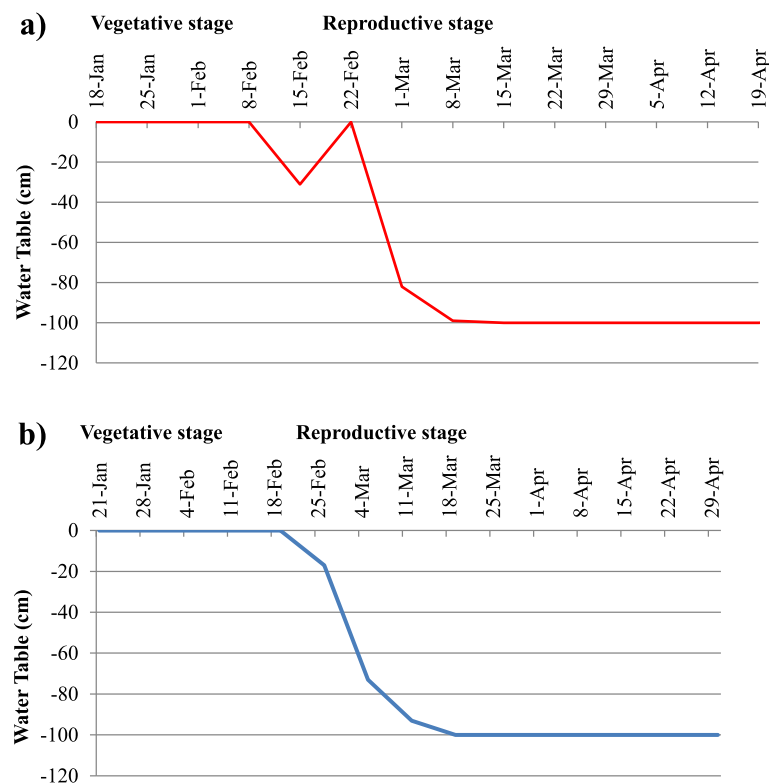 a)
Vegetative stage Reproductive stage
18-Jan 25-Jan 1-Feb 8-Feb 15-Feb 22-Feb 1-Mar 8-Mar 15-Mar 22-Mar 29-Mar 5-Apr 12-Apr 19-Apr
Water Table (cm)
0
-20
-40
-60
-80
-100
-120
b)
Vegetative stage Reproductive stage
21-Jan 28-Jan 4-Feb 11-Feb 18-Feb 25-Feb 4-Mar 11-Mar 18-Mar 25-Mar 1-Apr 8-Apr 15-Apr 22-Apr 29-Apr
Water Table (cm)
0
-20
-40
-60
-80
-100
-120